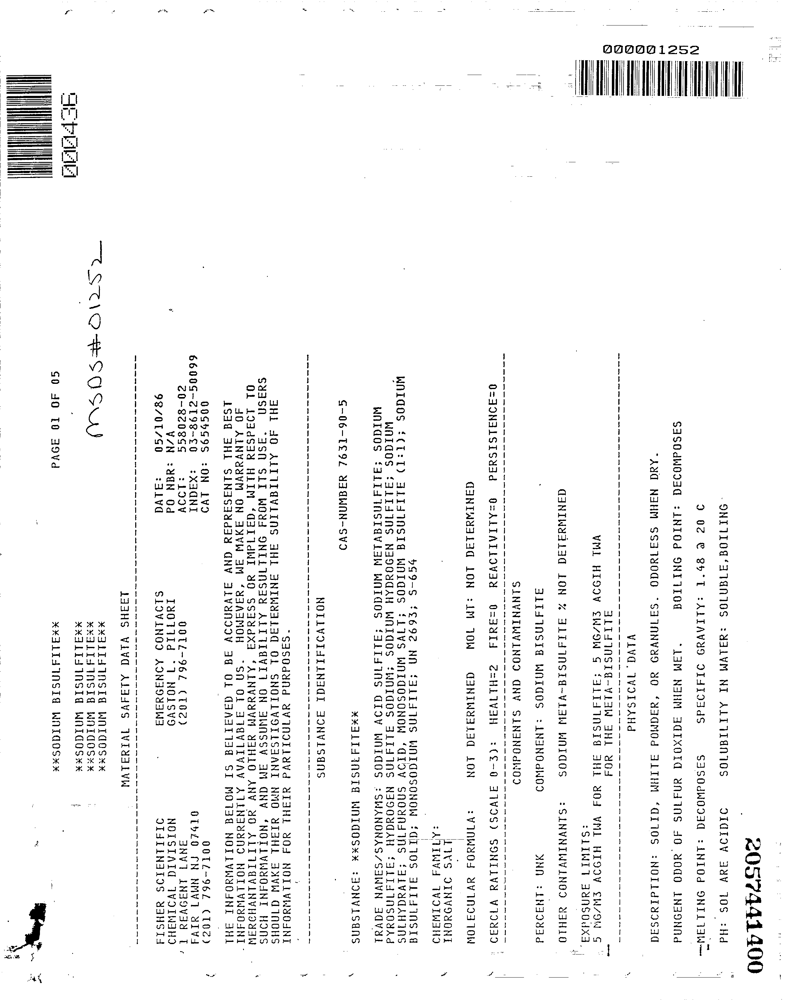 000001252
000436
**SODIUM BISULFITE** PAGE 01 OF 05
**SODIUM BISULFITE**
**SODIUM BISULFITE**
**SODIUM BISULFITE**
MSDS#01252
MATERIAL SAFETY DATA SHEET
FISHER SCIENTIFIC EMERGENCY CONTACTS DATE: 05/10/86
CHEMICAL DIVISION GASTON L. PILLORI PO NBR: N/A
1 REAGENT LANE (201) 796-7100 ACCT: 558028-02
FAIR LAWN NJ 07410 INDEX: 03-8612-50099
(201) 796-7100 CAT NO: S654500
THE INFORMATION BELOW IS BELIEVED TO BE ACCURATE AND REPRESENTS THE BEST
INFORMATION CURRENTLY AVAILABLE TO US. HOWEVER, WE MAKE NO WARRANTY OF
MERCHANTABILITY OR ANY OTHER WARRANTY, EXPRESS OR IMPLIED, WITH RESPECT TO
SUCH INFORMATION, AND WE ASSUME NO LIABILITY RESULTING FROM ITS USE. USERS
SHOULD MAKE THEIR OWN INVESTIGATIONS TO DETERMINE THE SUITABILITY OF THE
INFORMATION FOR THEIR PARTICULAR PURPOSES.
SUBSTANCE IDENTIFICATION
CAS-NUMBER 7631-90-5
SUBSTANCE: **SODIUM BISULFITE**
TRADE NAMES/SYNONYMS: SODIUM ACID SULFITE; SODIUM METABISULFITE; SODIUM
PYROSULFITE; HYDROGEN SULFITE SODIUM; SODIUM HYDROGEN SULFITE; SODIUM
SULHYDRATE; SULFUROUS ACID, MONOSODIUM SALT; SODIUM BISULFITE (1:1); SODIUM
BISULFITE SOLID; MONOSODIUM SULFITE; UN 2693; S-654
CHEMICAL FAMILY:
INORGANIC SALT
MOLECULAR FORMULA: NOT DETERMINED MOL WT: NOT DETERMINED
CERCLA RATINGS (SCALE 0-3): HEALTH=2 FIRE=0 REACTIVITY=0 PERSISTENCE=0
COMPONENTS AND CONTAMINANTS
PERCENT: UNK COMPONENT: SODIUM BISULFITE
OTHER CONTAMINANTS: SODIUM META-BISULFITE % NOT DETERMINED
EXPOSURE LIMITS:
5 MG/M3 ACGIH TWA FOR THE BISULFITE; 5 MG/M3 ACGIH TWA
FOR THE META-BISULFITE
PHYSICAL DATA
DESCRIPTION: SOLID, WHITE POWDER, OR GRANULES. ODORLESS WHEN DRY.
PUNGENT ODOR OF SULFUR DIOXIDE WHEN WET. BOILING POINT: DECOMPOSES
MELTING POINT: DECOMPOSES SPECIFIC GRAVITY: 1.48 @ 20 C
PH: SOL ARE ACIDIC SOLUBILITY IN WATER: SOLUBLE,BOILING
2057441400